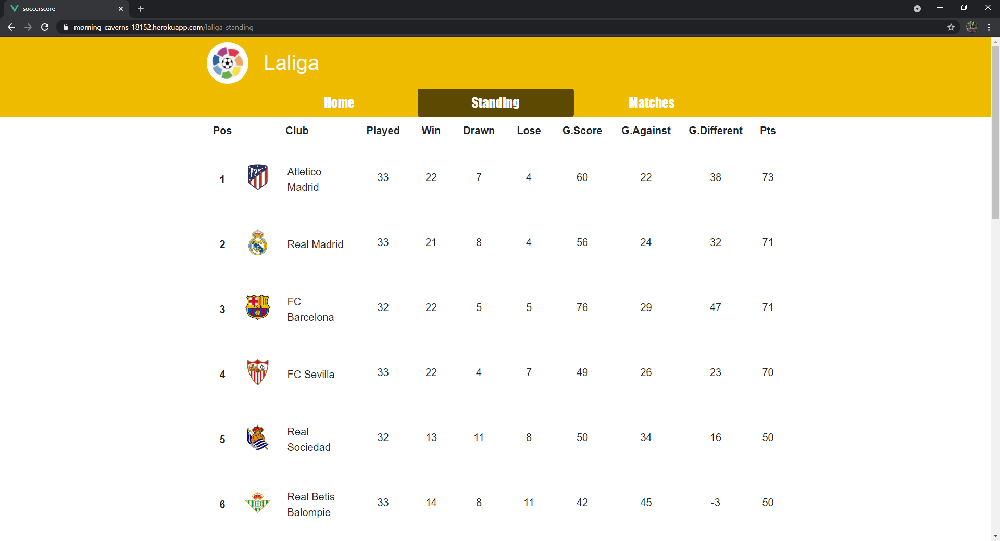 soccerscore
morning-caverns-18152.herokuapp.com/laliga-standing
Laliga
Home Standing Matches
Pos Club Played Win Drawn Lose G.Score G.Against G.Different Pts
1 Atletico Madrid 33 22 7 4 60 22 38 73
2 Real Madrid 33 21 8 4 56 24 32 71
FCB
3 FC Barcelona 32 22 5 5 76 29 47 71
4 FC Sevilla 33 22 4 7 49 26 23 70
5 Real Sociedad 32 13 11 8 50 34 16 50
6 Real Betis Balompie 33 14 8 11 42 45 -3 50